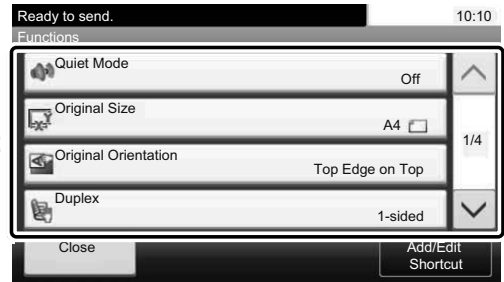 Ready to send.
10:10
Functions
Quiet Mode
Off
Original Size
A4
1/4
Original Orientation
Top Edge on Top
Duplex
1-sided
Close
Add/Edit
Shortcut